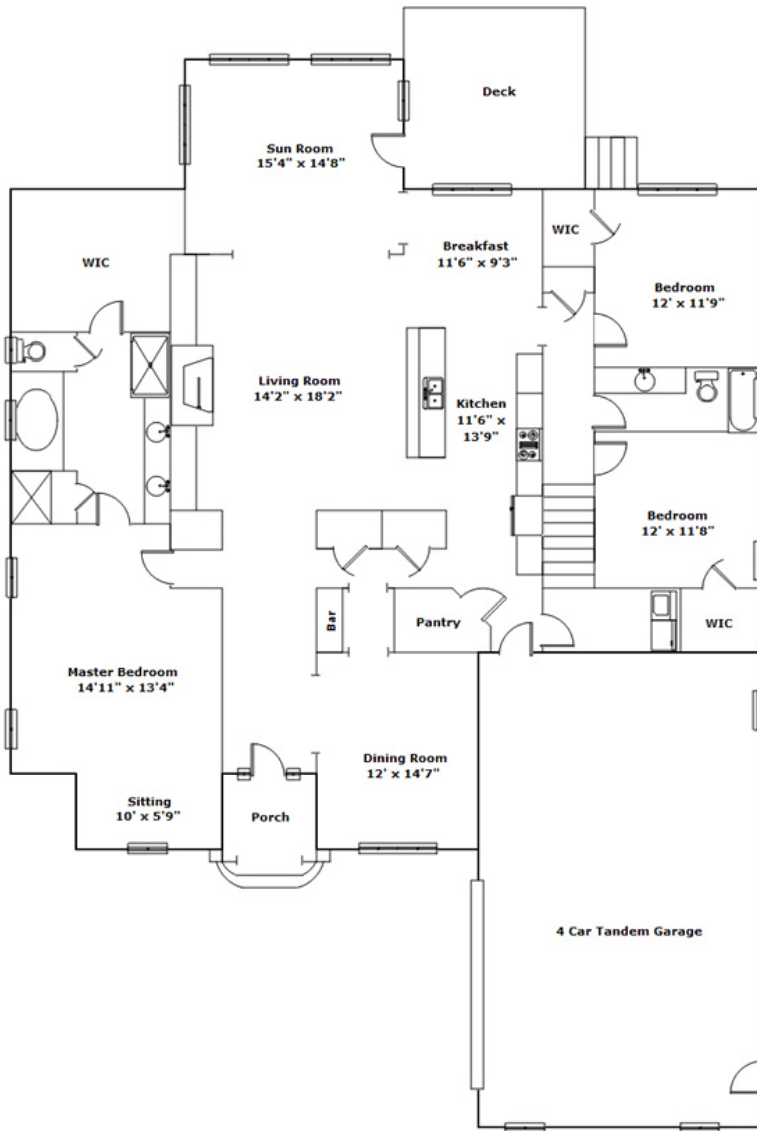 Deck
Sun Room
15'4" x 14'8"
WIC
Breakfast
11'6" x 9'3"
WIC
Bedroom
12' x 11'9"
Living Room
14'2" x 18'2"
Kitchen
11'6" x
13'9"
Bedroom
12' x 11'8"
Bar
Pantry
WIC
Master Bedroom
14'11" x 13'4"
Dining Room
12' x 14'7"
Sitting
10' x 5'9"
Porch
4 Car Tandem Garage